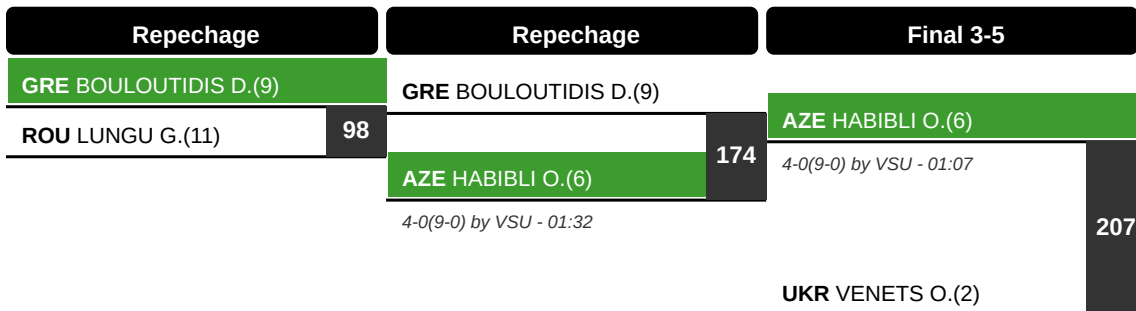 Repechage
Repechage
Final 3-5
GRE BOULOUTIDIS D.(9)
ROU LUNGU G.(11)
98
GRE BOULOUTIDIS D.(9)
AZE HABIBLI O.(6)
174
4-0(9-0) by VSU - 01:32
AZE HABIBLI O.(6)
4-0(9-0) by VSU - 01:07
207
UKR VENETS O.(2)